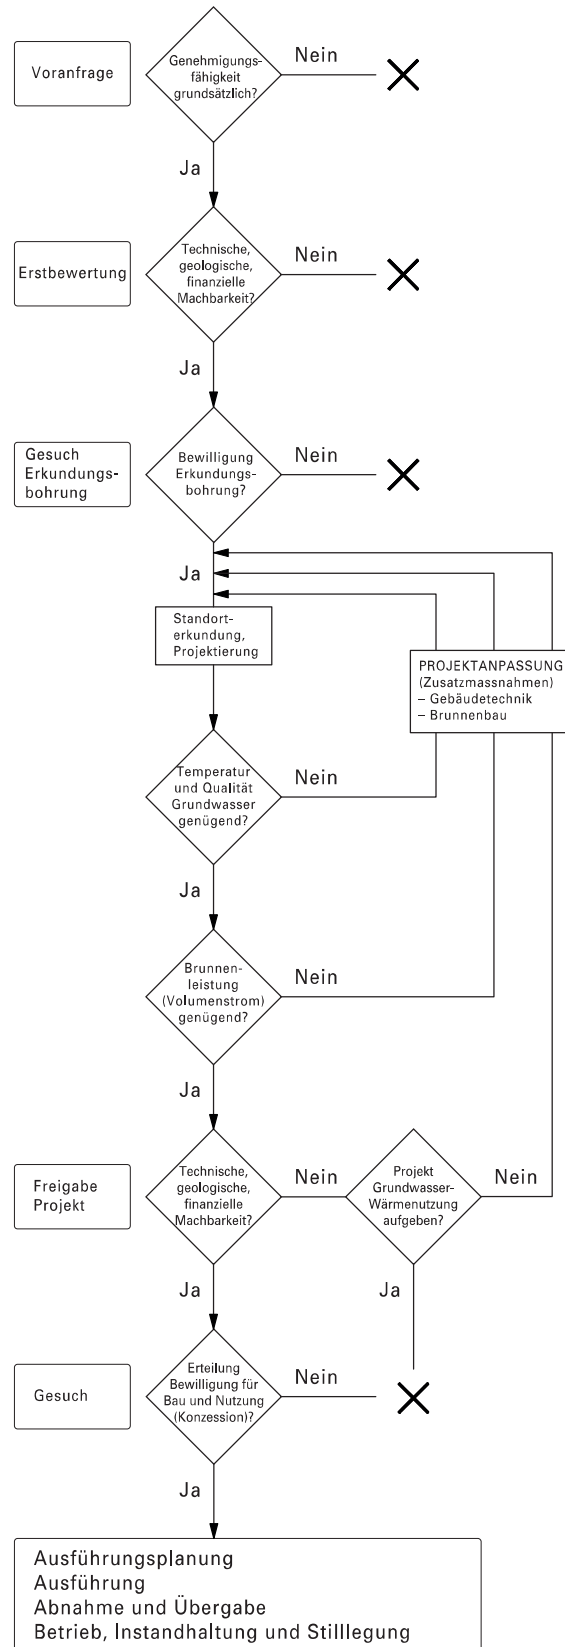 Voranfrage
Genehmigungs-
fähigkeit
grundsätzlich?
Nein
Ja
Erstbewertung
Technische,
geologische,
finanzielle
Machbarkeit?
Nein
Ja
Gesuch
Erkundungs-
bohrung
Bewilligung
Erkundungs-
bohrung?
Nein
Ja
Standort-
erkundung,
Projektierung
PROJEKTANPASSUNG
(Zusatzmassnahmen)
– Gebäudetechnik
– Brunnenbau
Temperatur
und Qualität
Grundwasser
genügend?
Nein
Ja
Brunnen-
leistung
(Volumenstrom)
genügend?
Nein
Ja
Freigabe
Projekt
Technische,
geologische,
finanzielle
Machbarkeit?
Nein
Projekt
Grundwasser-
Wärmenutzung
aufgeben?
Nein
Ja
Ja
Gesuch
Erteilung
Bewilligung für
Bau und Nutzung
(Konzession)?
Nein
Ja
Ausführungsplanung
Ausführung
Abnahme und Übergabe
Betrieb, Instandhaltung und Stilllegung